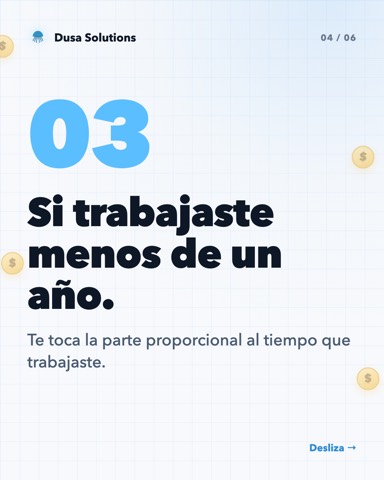 Dusa Solutions
04 / 06
03
Si trabajaste
menos de un
año.
Te toca la parte proporcional al tiempo que
trabajaste.
Desliza →
$
$
$
$